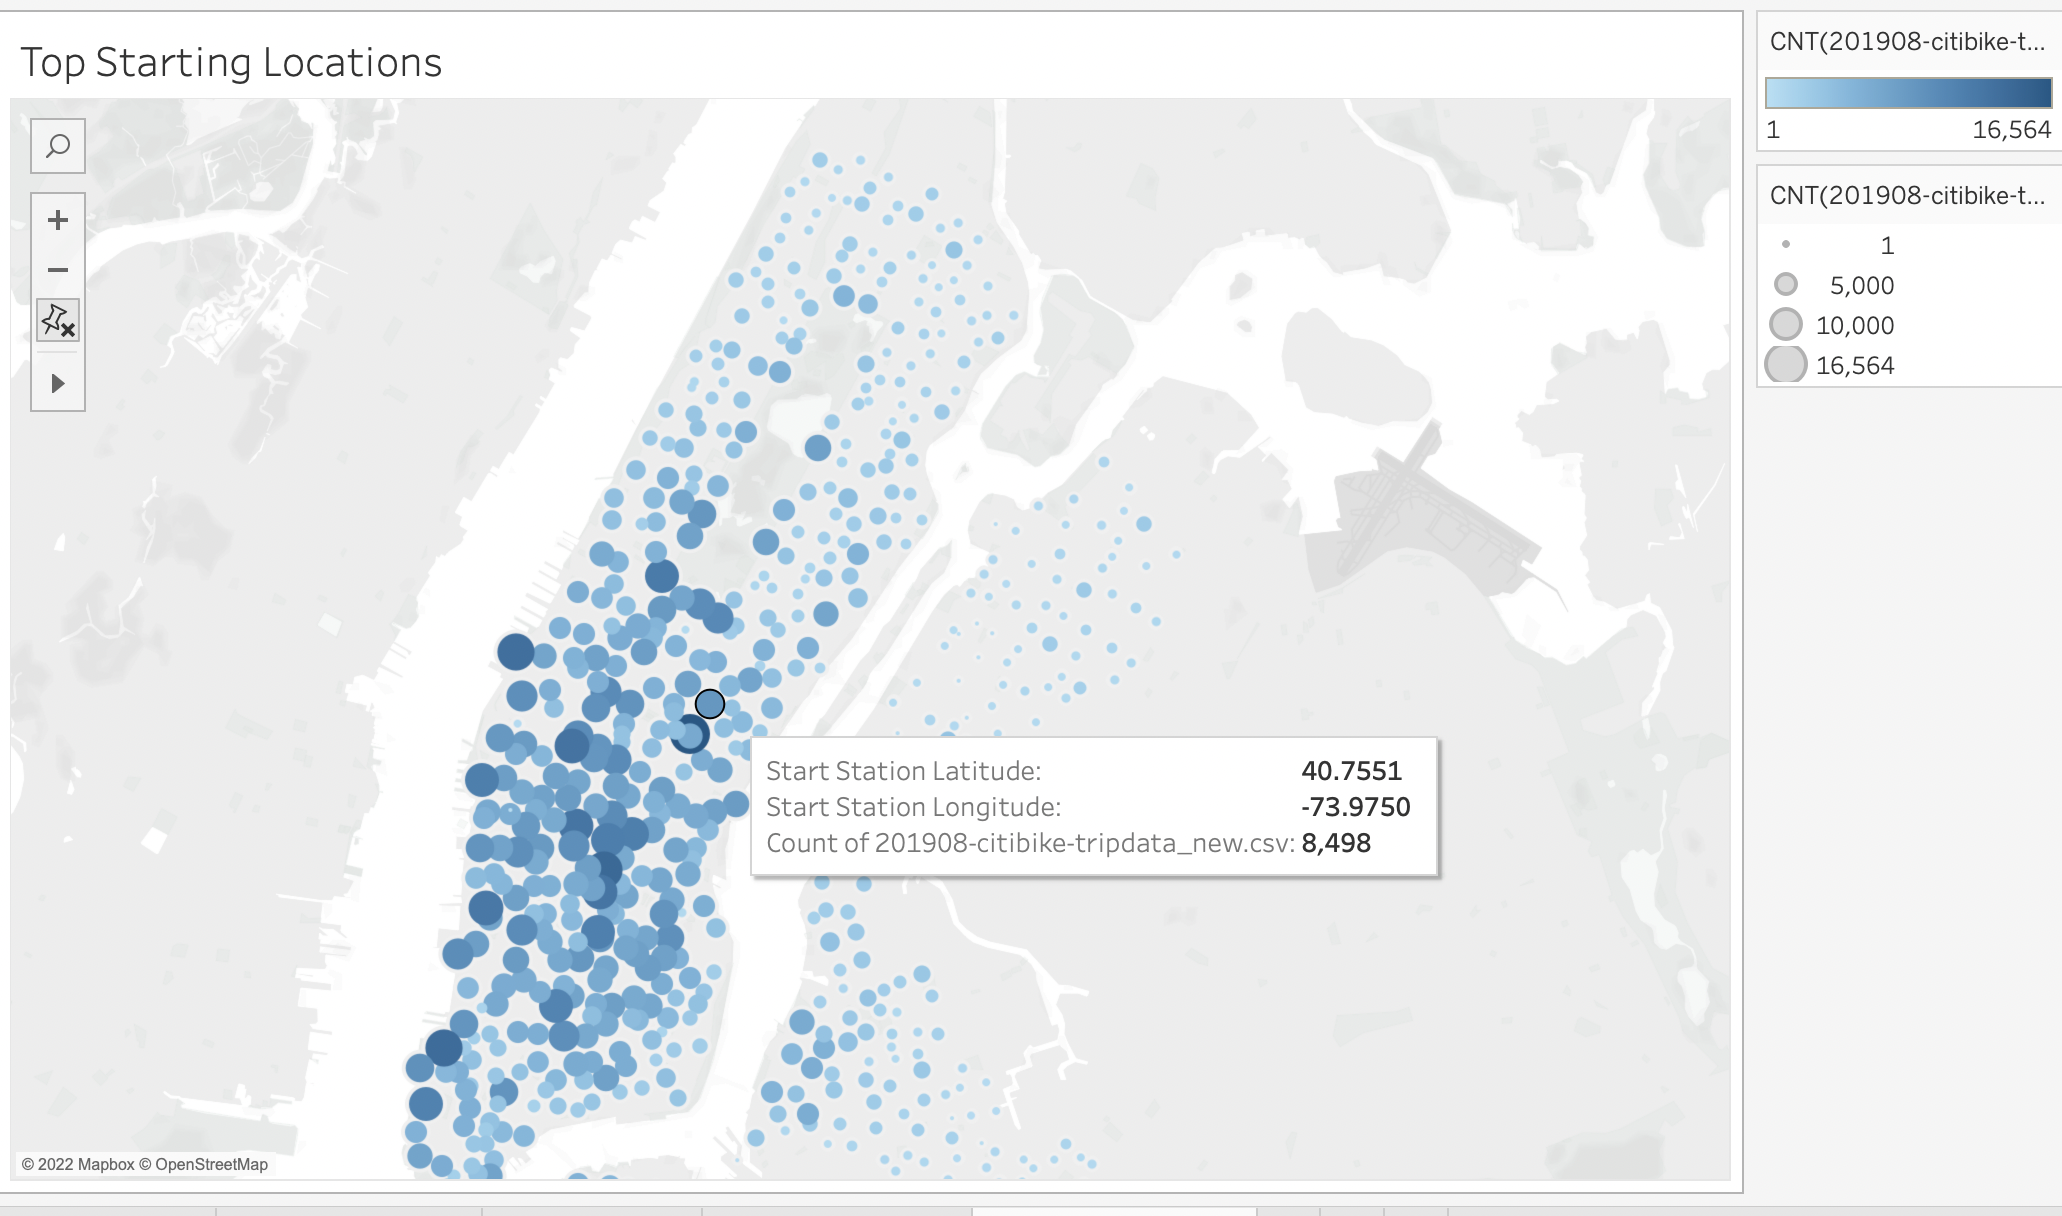 Top Starting Locations
CNT(201908-citibike-t...
1 16,564
CNT(201908-citibike-t...
1
5,000
10,000
16,564
Start Station Latitude: 40.7551
Start Station Longitude: -73.9750
Count of 201908-citibike-tripdata_new.csv: 8,498
© 2022 Mapbox © OpenStreetMap